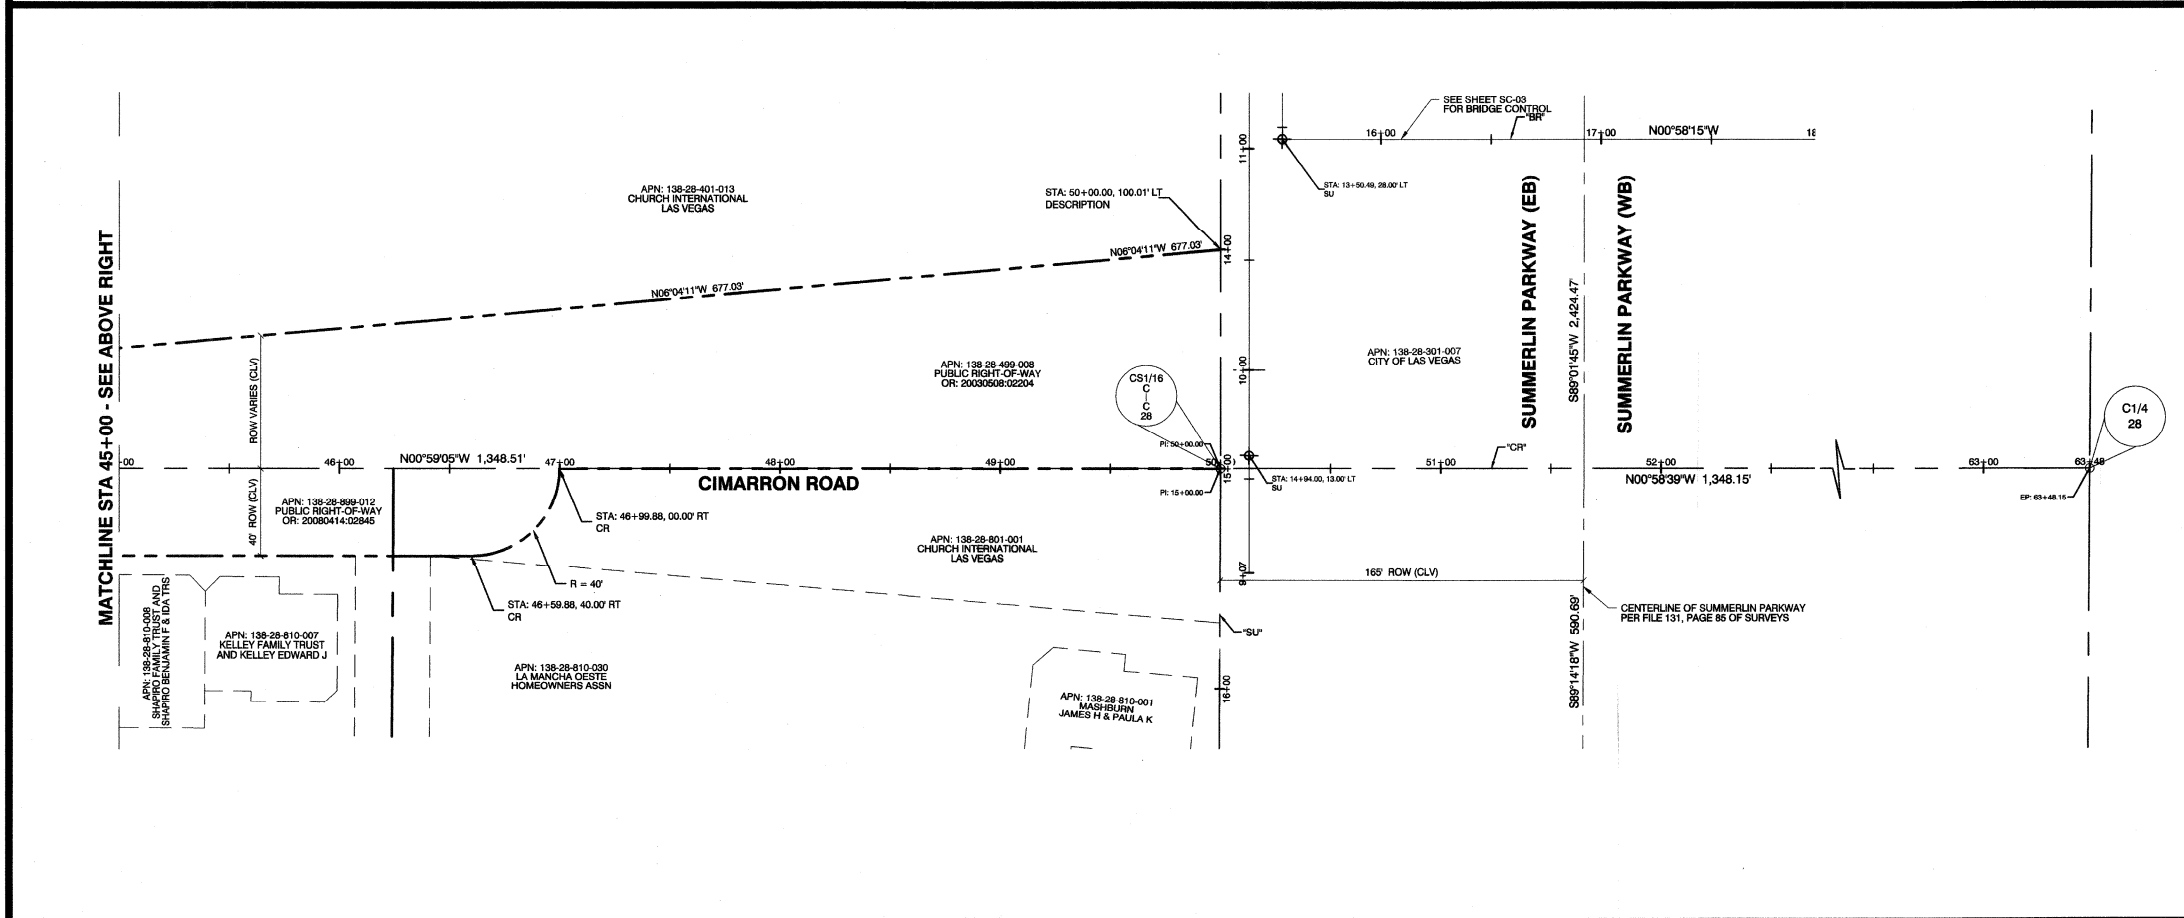 MATCHLINE STA 45+00 - SEE ABOVE RIGHT
APN: 138-28-401-013
CHURCH INTERNATIONAL
LAS VEGAS
N06°04'11"W 677.03'
N06°04'11"W 677.03'
STA: 50+00.00, 100.01' LT
DESCRIPTION
SEE SHEET SC-03
FOR BRIDGE CONTROL
"BR"
16+00
17+00
N00°58'15"W
18
STA: 13+50.49, 28.00' LT
SU
11+00
14+00
10+00
15+00
9+07
16+00
SUMMERLIN PARKWAY (EB)
SUMMERLIN PARKWAY (WB)
S89°01'45"W 2,424.47'
S89°14'18"W 590.69'
ROW VARIES (CLV)
40' ROW (CLV)
APN: 138-28-499-008
PUBLIC RIGHT-OF-WAY
OR: 20030508:02204
CS1/16
C
C
28
APN: 138-28-301-007
CITY OF LAS VEGAS
C1/4
28
PI: 50+00.00
PI: 15+00.00
+00
46+00
N00°59'05"W 1,348.51'
47+00
48+00
49+00
51+00
"CR"
52+00
N00°58'39"W 1,348.15'
63+00
63+48
EP: 63+48.15
CIMARRON ROAD
STA: 14+94.00, 13.00' LT
SU
APN: 138-28-899-012
PUBLIC RIGHT-OF-WAY
OR: 20080414:02845
STA: 46+99.88, 00.00' RT
CR
APN: 138-28-801-001
CHURCH INTERNATIONAL
LAS VEGAS
R = 40'
STA: 46+59.88, 40.00' RT
CR
165' ROW (CLV)
CENTERLINE OF SUMMERLIN PARKWAY
PER FILE 131, PAGE 85 OF SURVEYS
"SU"
APN: 138-28-810-008
SHAPIRO FAMILY TRUST AND
SHAPIRO BENJAMIN F & IDA TRS
APN: 138-28-810-007
KELLEY FAMILY TRUST
AND KELLEY EDWARD J
APN: 138-28-810-030
LA MANCHA OESTE
HOMEOWNERS ASSN
APN: 138-28-810-001
MASHBURN
JAMES H & PAULA K